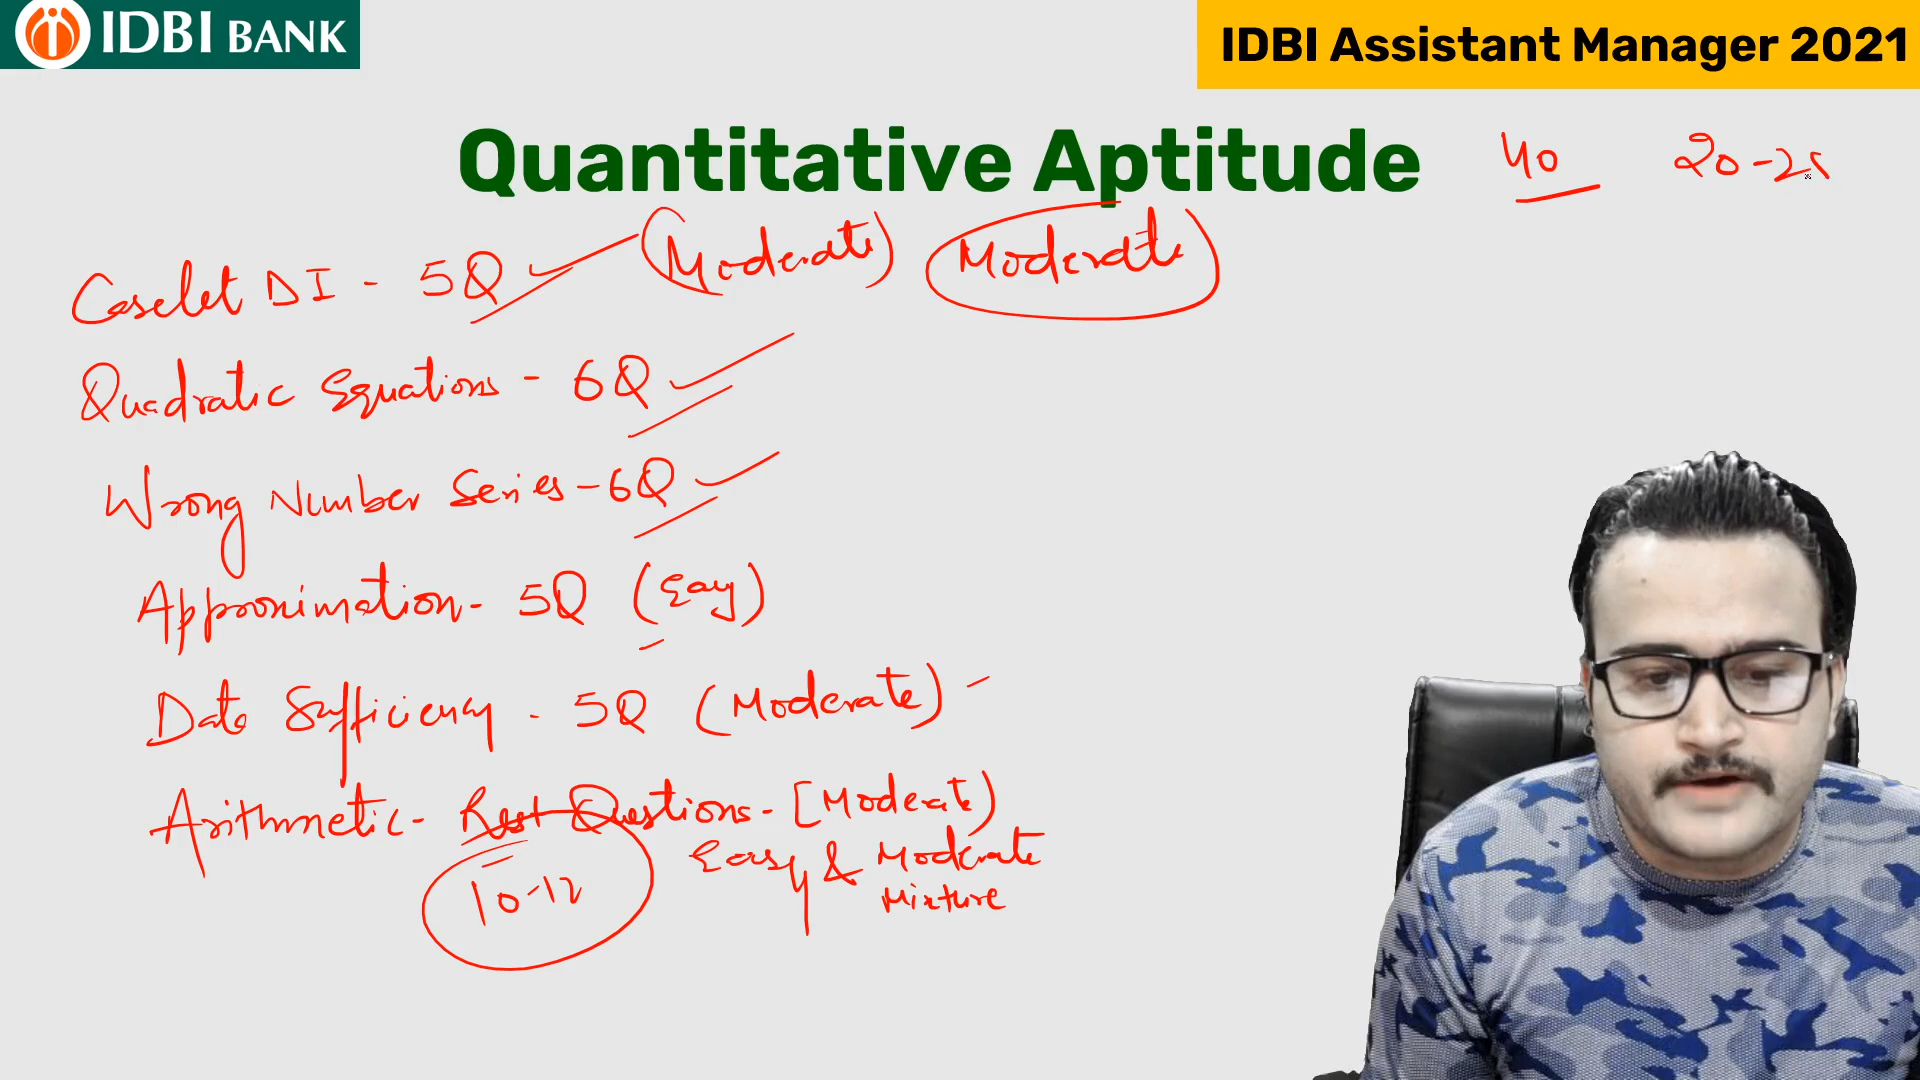 IDBI BANK
IDBI Assistant Manager 2021
Quantitative Aptitude 40 20-25
Caselet DI - 5Q (Moderate) Moderate
Quadratic Equations - 6Q
Wrong Number Series - 6Q
Approximation - 5Q (Easy)
Data Sufficiency - 5Q (Moderate) -
Arithmetic - Rest Questions - [Moderate)
10-12 Easy & Moderate
Mixture